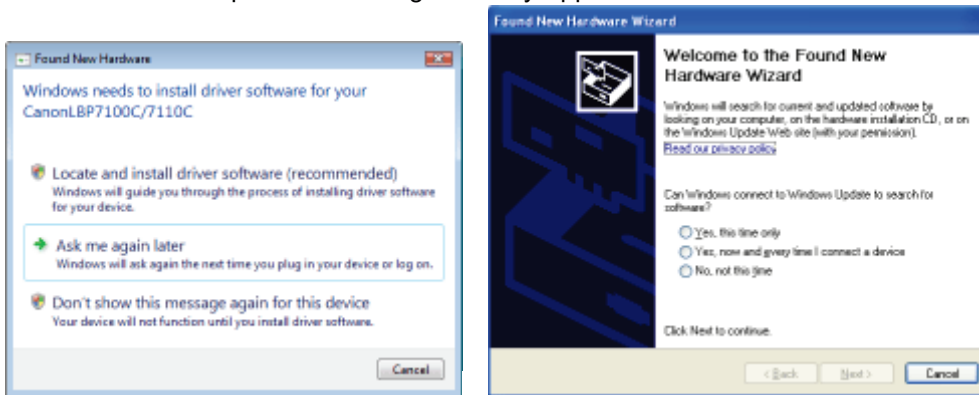 Found New Hardware Wizard
Found New Hardware
Windows needs to install driver software for your
CanonLBP7100C/7110C
Locate and install driver software (recommended)
Windows will guide you through the process of installing driver software
for your device.
Ask me again later
Windows will ask again the next time you plug in your device or log on.
Don't show this message again for this device
Your device will not function until you install driver software.
Cancel
Welcome to the Found New
Hardware Wizard
Windows will search for current and updated software by
looking on your computer, on the hardware installation CD, or on
the Windows Update Web site (with your permission).
Read our privacy policy
Can Windows connect to Windows Update to search for
software?
Yes, this time only
Yes, now and every time I connect a device
No, not this time
Click Next to continue.
< Back
Next >
Cancel